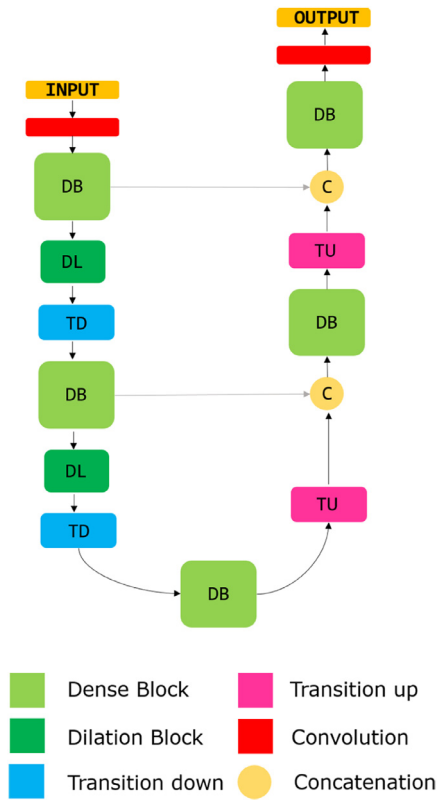 OUTPUT
INPUT
DB
DB
C
DL
TU
TD
DB
DB
C
DL
TU
TD
DB
Dense Block
Transition up
Dilation Block
Convolution
Transition down
Concatenation